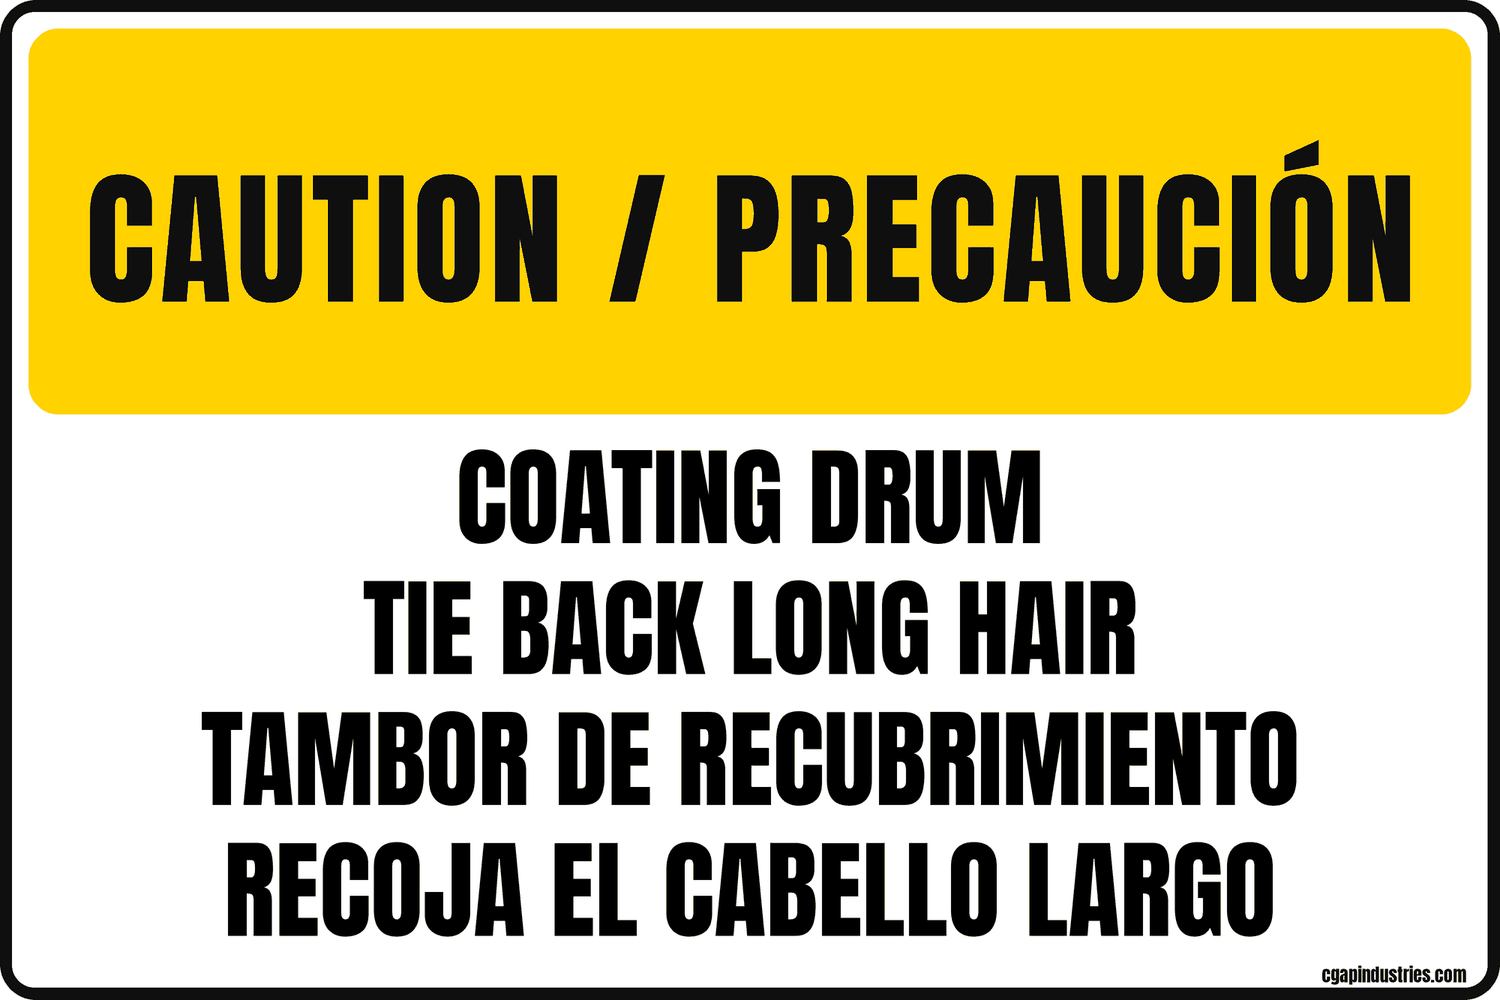 CAUTION / PRECAUCIÓN
COATING DRUM
TIE BACK LONG HAIR
TAMBOR DE RECUBRIMIENTO
RECOJA EL CABELLO LARGO
cgapindustries.com